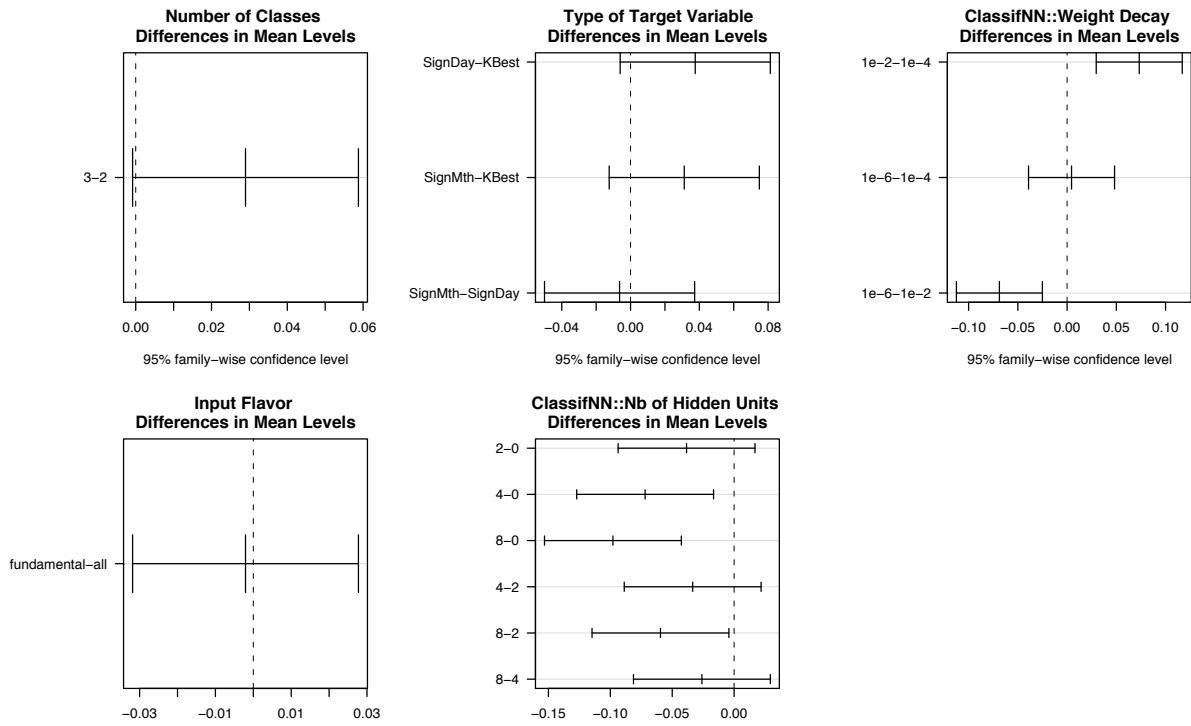 Number of Classes
Differences in Mean Levels
3−2
0.00 0.02 0.04 0.06
95% family−wise confidence level
Type of Target Variable
Differences in Mean Levels
SignDay−KBest
SignMth−KBest
SignMth−SignDay
−0.04 0.00 0.04 0.08
95% family−wise confidence level
ClassifNN::Weight Decay
Differences in Mean Levels
1e−2−1e−4
1e−6−1e−4
1e−6−1e−2
−0.10 −0.05 0.00 0.05 0.10
95% family−wise confidence level
Input Flavor
Differences in Mean Levels
fundamental−all
−0.03 −0.01 0.01 0.03
ClassifNN::Nb of Hidden Units
Differences in Mean Levels
2−0
4−0
8−0
4−2
8−2
8−4
−0.15 −0.10 −0.05 0.00